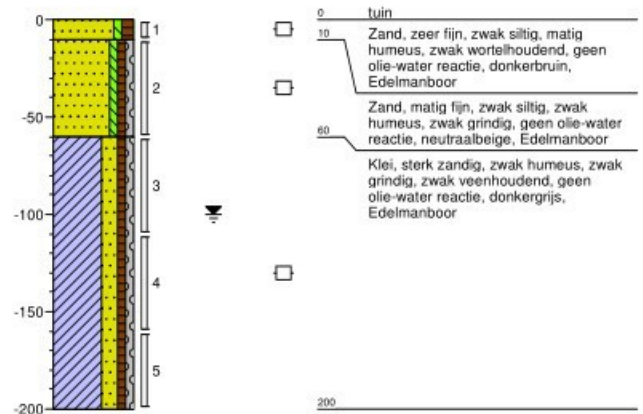 0
-50
-100
-150
-200
1
2
3
4
5
0 tuin
10 Zand, zeer fijn, zwak siltig, matig
humeus, zwak wortelhoudend, geen
olie-water reactie, donkerbruin,
Edelmanboor
Zand, matig fijn, zwak siltig, zwak
humeus, zwak grindig, geen olie-water
60 reactie, neutraalbeige, Edelmanboor
Klei, sterk zandig, zwak humeus, zwak
grindig, zwak veenhoudend, geen
olie-water reactie, donkergrijs,
Edelmanboor
200